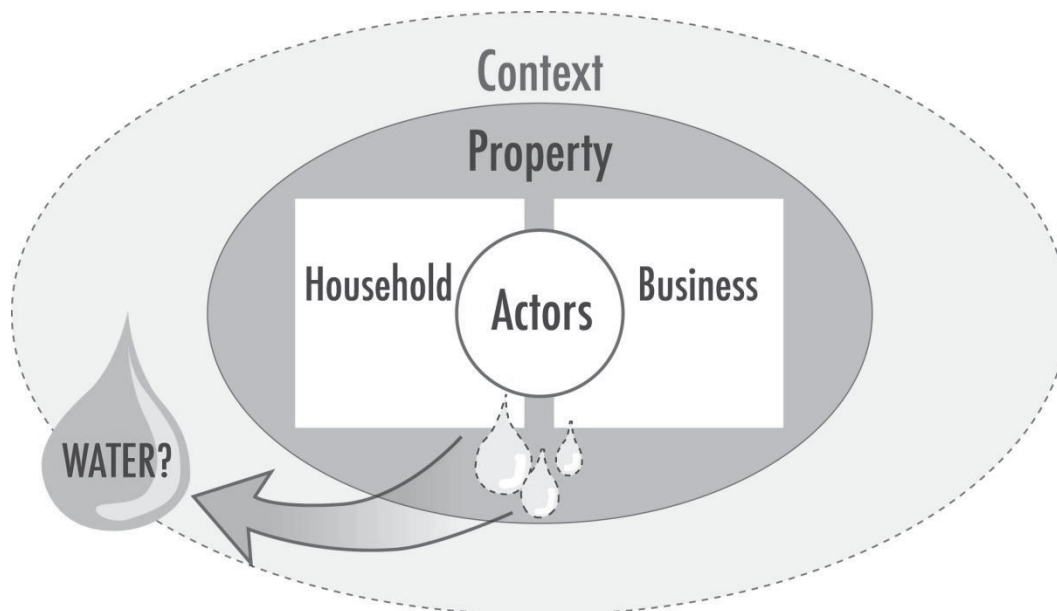 Context
Property
Household
Actors
Business
WATER?